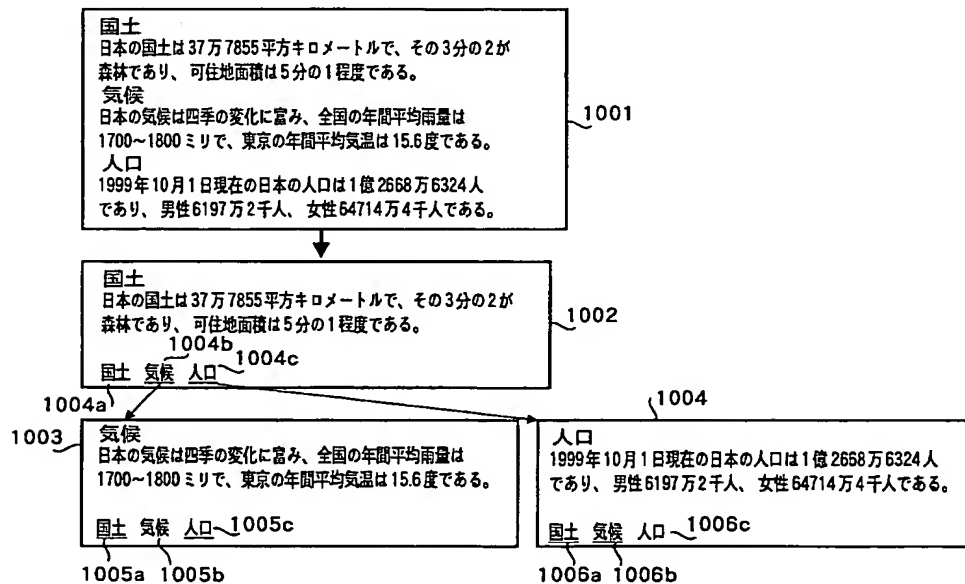 国土
日本の国土は37万7855平方キロメートルで、その3分の2が
森林であり、可住地面積は5分の1程度である。
気候
日本の気候は四季の変化に富み、全国の年間平均雨量は
1700~1800ミリで、東京の年間平均気温は15.6度である。
人口
1999年10月1日現在の日本の人口は1億2668万6324人
であり、男性6197万2千人、女性64714万4千人である。
1001
国土
日本の国土は37万7855平方キロメートルで、その3分の2が
森林であり、可住地面積は5分の1程度である。
1002
1004b
1004c
国土 気候 人口
1004a
1003
気候
日本の気候は四季の変化に富み、全国の年間平均雨量は
1700~1800ミリで、東京の年間平均気温は15.6度である。
国土 気候 人口 1005c
1005a 1005b
1004
人口
1999年10月1日現在の日本の人口は1億2668万6324人
であり、男性6197万2千人、女性64714万4千人である。
国土 気候 人口 1006c
1006a 1006b